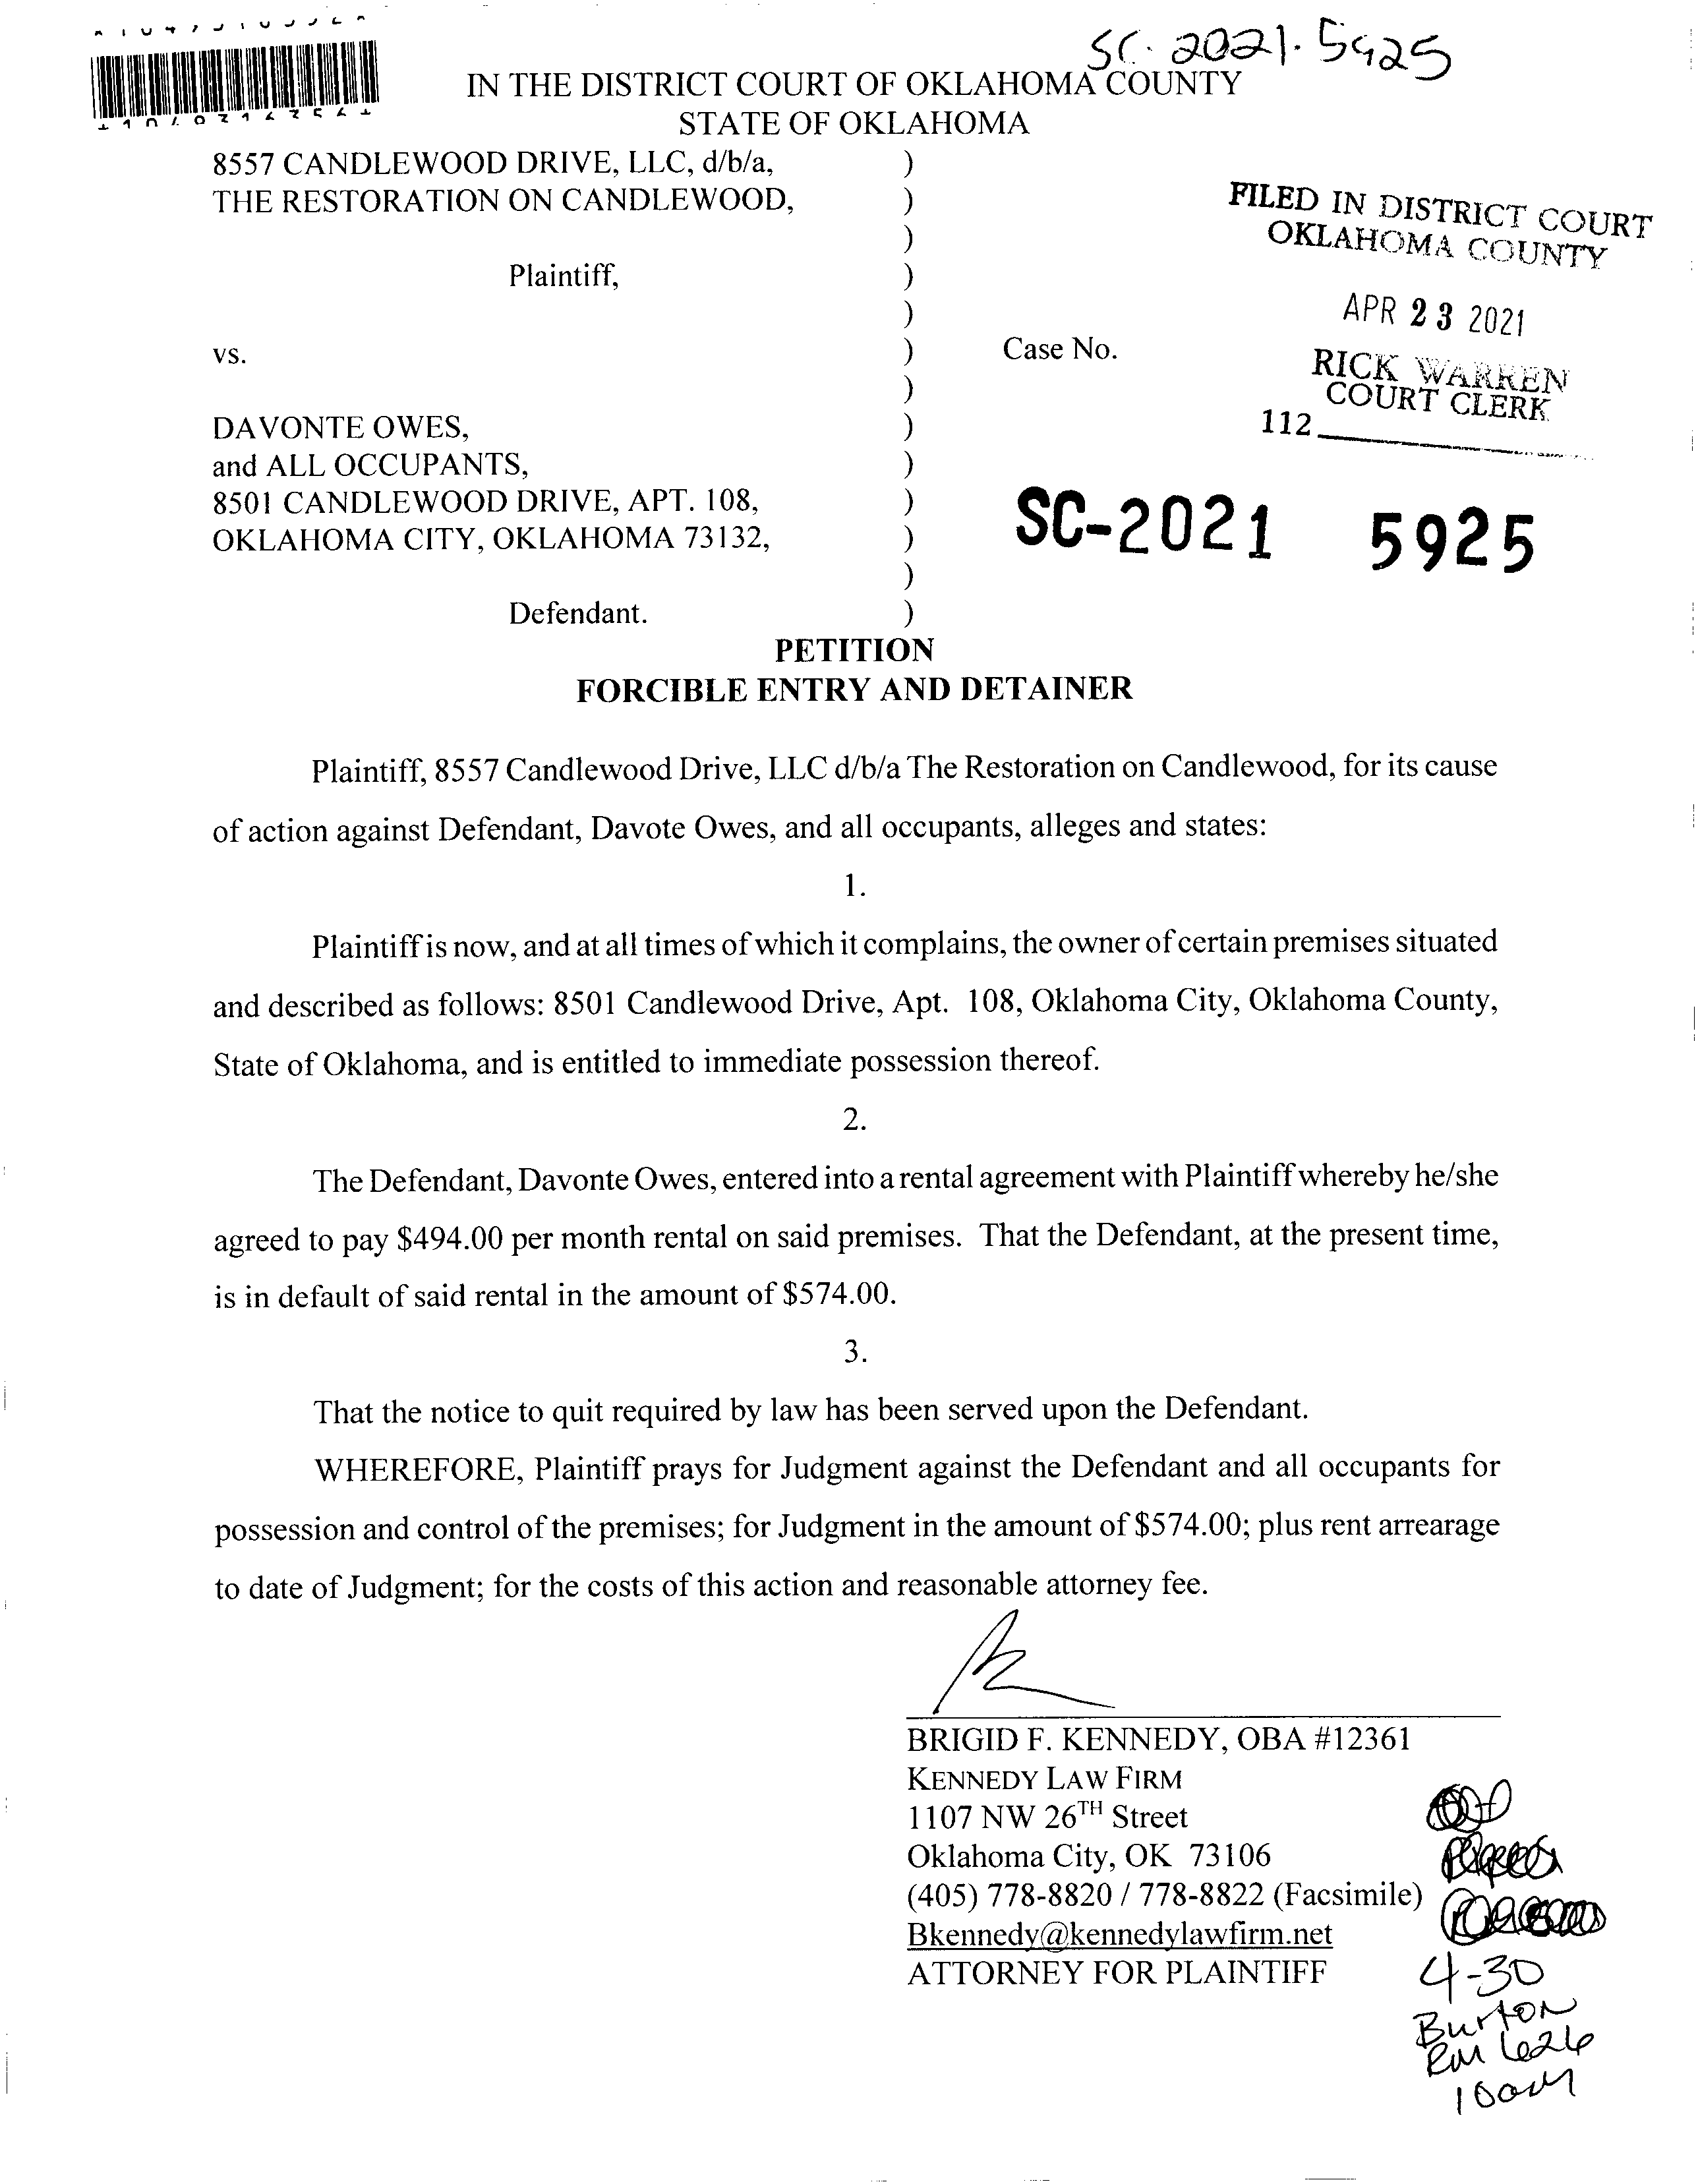 SC-2021-5925
IN THE DISTRICT COURT OF OKLAHOMA COUNTY
STATE OF OKLAHOMA
8557 CANDLEWOOD DRIVE, LLC, d/b/a, )
THE RESTORATION ON CANDLEWOOD, )
)
Plaintiff, )
)
vs. ) Case No.
)
DAVONTE OWES, )
and ALL OCCUPANTS, )
8501 CANDLEWOOD DRIVE, APT. 108, )
OKLAHOMA CITY, OKLAHOMA 73132, )
)
Defendant. )
FILED IN DISTRICT COURT
OKLAHOMA COUNTY
APR 23 2021
RICK WARREN
COURT CLERK
112
SC-2021 5925
PETITION
FORCIBLE ENTRY AND DETAINER
Plaintiff, 8557 Candlewood Drive, LLC d/b/a The Restoration on Candlewood, for its cause
of action against Defendant, Davote Owes, and all occupants, alleges and states:
1.
Plaintiff is now, and at all times of which it complains, the owner of certain premises situated
and described as follows: 8501 Candlewood Drive, Apt. 108, Oklahoma City, Oklahoma County,
State of Oklahoma, and is entitled to immediate possession thereof.
2.
The Defendant, Davonte Owes, entered into a rental agreement with Plaintiff whereby he/she
agreed to pay $494.00 per month rental on said premises. That the Defendant, at the present time,
is in default of said rental in the amount of $574.00.
3.
That the notice to quit required by law has been served upon the Defendant.
WHEREFORE, Plaintiff prays for Judgment against the Defendant and all occupants for
possession and control of the premises; for Judgment in the amount of $574.00; plus rent arrearage
to date of Judgment; for the costs of this action and reasonable attorney fee.
BRIGID F. KENNEDY, OBA #12361
KENNEDY LAW FIRM
1107 NW 26TH Street
Oklahoma City, OK 73106
(405) 778-8820 / 778-8822 (Facsimile)
Bkennedy@kennedylawfirm.net
ATTORNEY FOR PLAINTIFF
4-30
Burton
RM 626
10am